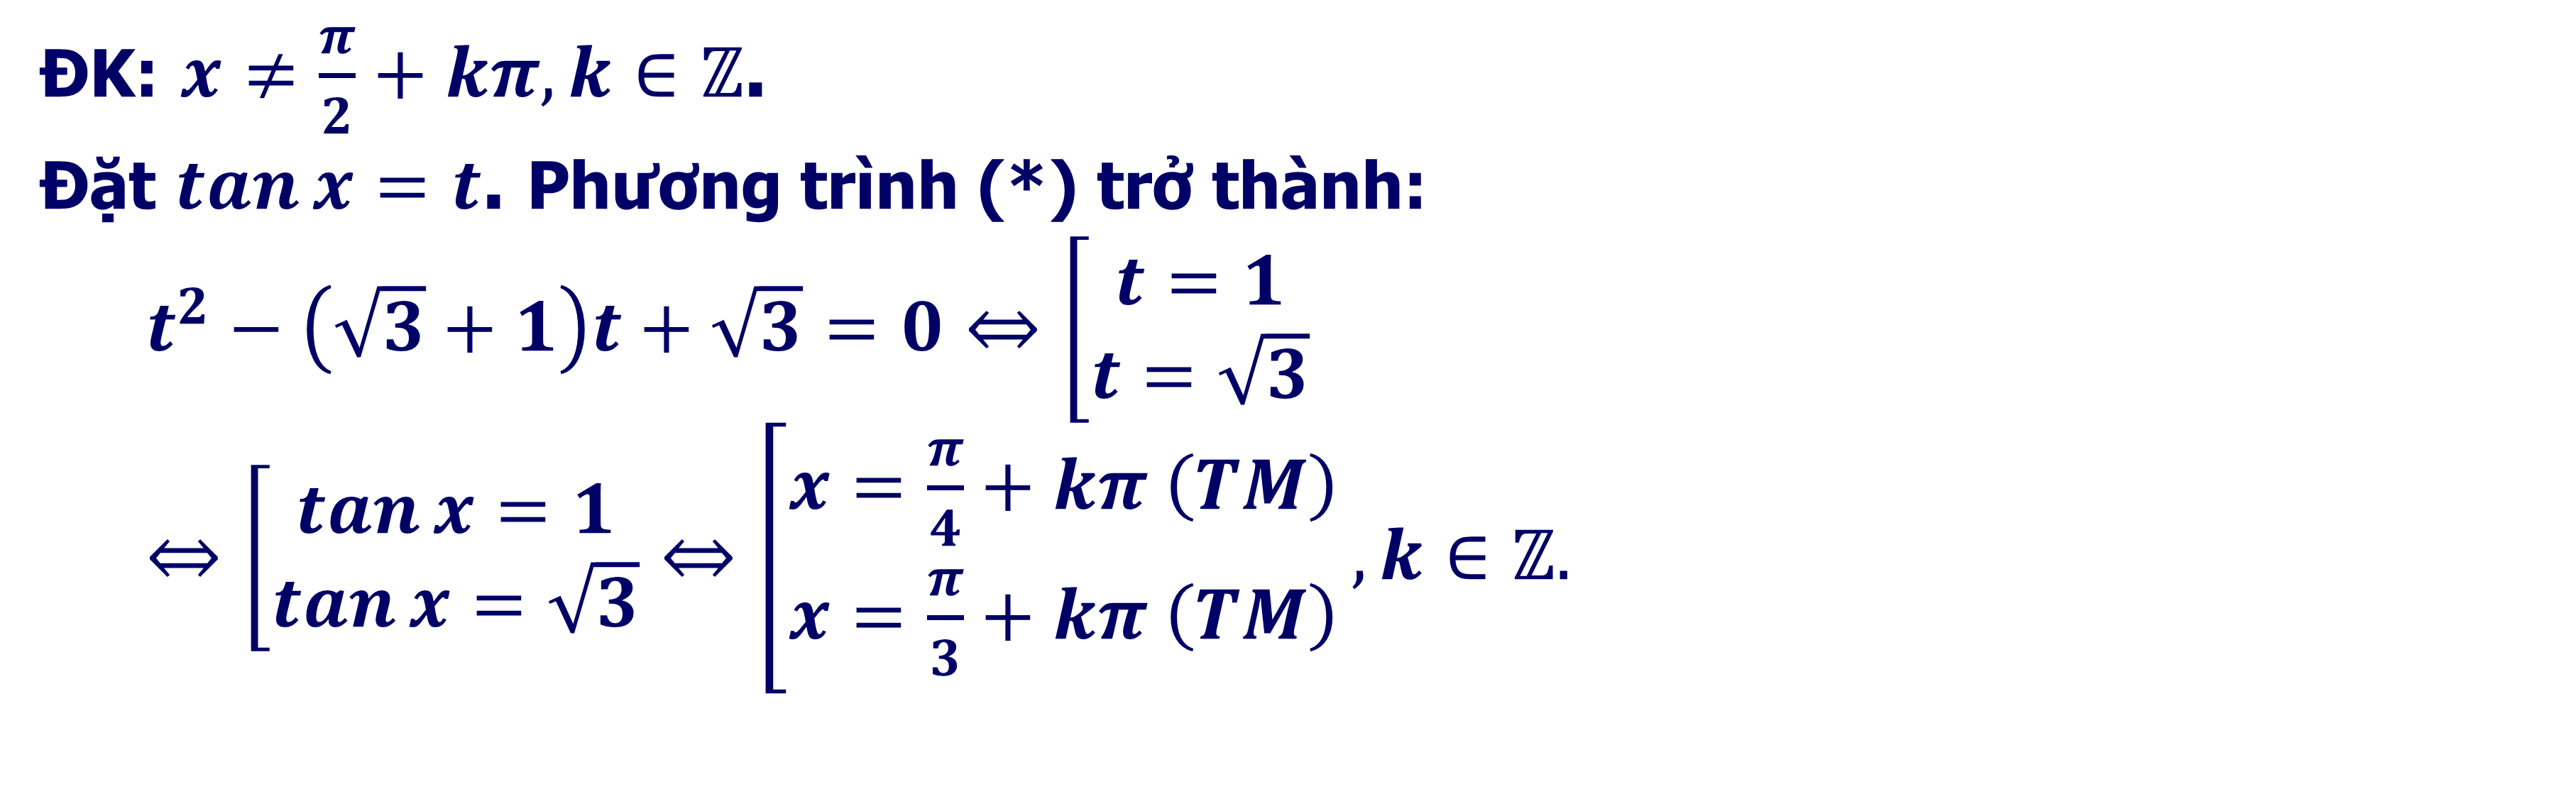 ĐK: x ≠ π/2 + kπ, k ∈ ℤ.
Đặt tan x = t. Phương trình (*) trở thành:
t² − (√3 + 1)t + √3 = 0 ⇔ [ t = 1
t = √3
⇔ [ tan x = 1
tan x = √3 ⇔ [ x = π/4 + kπ (TM)
x = π/3 + kπ (TM) , k ∈ ℤ.